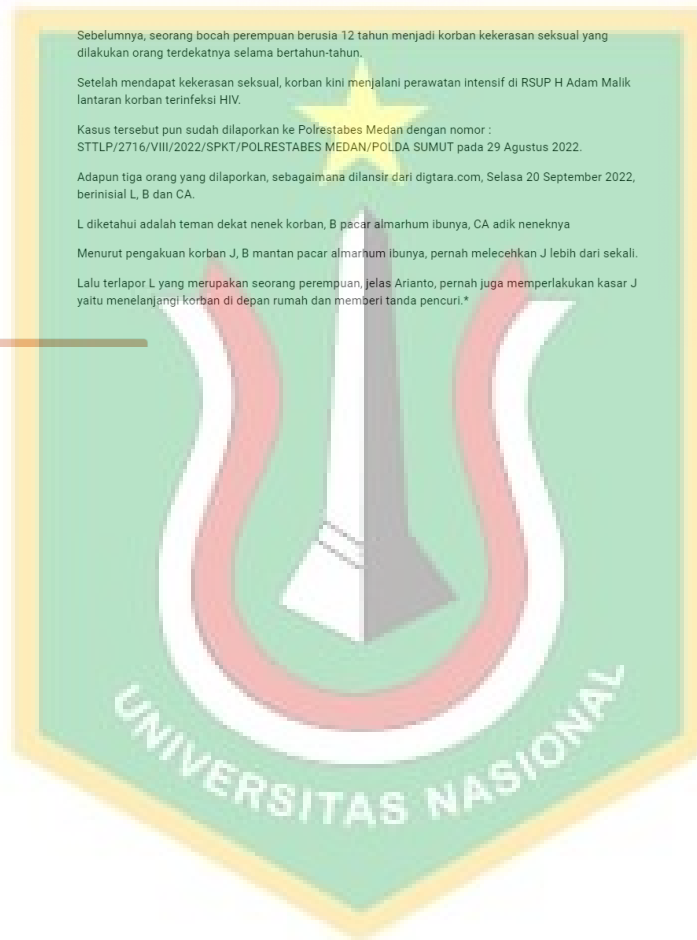 Sebelumnya, seorang bocah perempuan berusia 12 tahun menjadi korban kekerasan seksual yang
dilakukan orang terdekatnya selama bertahun-tahun.
Setelah mendapat kekerasan seksual, korban kini menjalani perawatan intensif di RSUP H Adam Malik
lantaran korban terinfeksi HIV.
Kasus tersebut pun sudah dilaporkan ke Polrestabes Medan dengan nomor :
STTLP/2716/VIII/2022/SPKT/POLRESTABES MEDAN/POLDA SUMUT pada 29 Agustus 2022.
Adapun tiga orang yang dilaporkan, sebagaimana dilansir dari digtara.com, Selasa 20 September 2022,
berinisial L, B dan CA.
L diketahui adalah teman dekat nenek korban, B pacar almarhum ibunya, CA adik neneknya
Menurut pengakuan korban J, B mantan pacar almarhum ibunya, pernah melecehkan J lebih dari sekali.
Lalu terlapor L yang merupakan seorang perempuan, jelas Arianto, pernah juga memperlakukan kasar J
yaitu menelanjangi korban di depan rumah dan memberi tanda pencuri.*
UNIVERSITAS NASIONAL